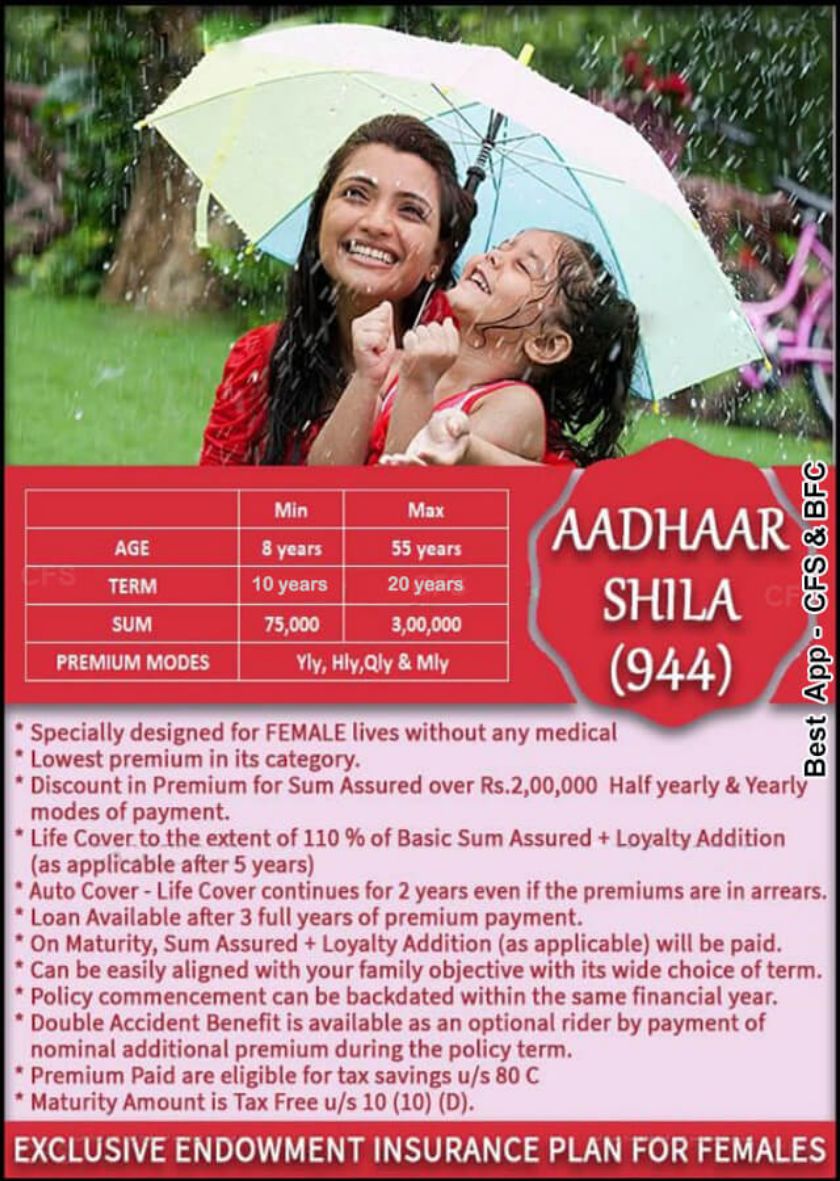 Min Max
AGE 8 years 55 years
TERM 10 years 20 years
SUM 75,000 3,00,000
PREMIUM MODES Yly, Hly,Qly & Mly
AADHAAR
SHILA
(944)
Best App - CFS & BFC
CFS
* Specially designed for FEMALE lives without any medical
* Lowest premium in its category.
* Discount in Premium for Sum Assured over Rs.2,00,000 Half yearly & Yearly
modes of payment.
* Life Cover to the extent of 110 % of Basic Sum Assured + Loyalty Addition
(as applicable after 5 years)
* Auto Cover - Life Cover continues for 2 years even if the premiums are in arrears.
* Loan Available after 3 full years of premium payment.
* On Maturity, Sum Assured + Loyalty Addition (as applicable) will be paid.
* Can be easily aligned with your family objective with its wide choice of term.
* Policy commencement can be backdated within the same financial year.
* Double Accident Benefit is available as an optional rider by payment of
nominal additional premium during the policy term.
* Premium Paid are eligible for tax savings u/s 80 C
* Maturity Amount is Tax Free u/s 10 (10) (D).
EXCLUSIVE ENDOWMENT INSURANCE PLAN FOR FEMALES